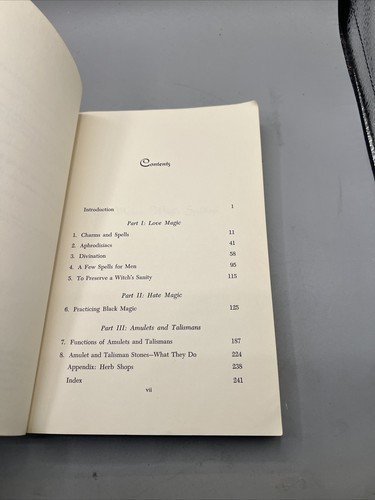 Contents
Introduction 1
Part I: Love Magic
1. Charms and Spells 11
2. Aphrodisiacs 41
3. Divination 58
4. A Few Spells for Men 95
5. To Preserve a Witch's Sanity 115
Part II: Hate Magic
6. Practicing Black Magic 125
Part III: Amulets and Talismans
7. Functions of Amulets and Talismans 187
8. Amulet and Talisman Stones—What They Do 224
Appendix: Herb Shops 238
Index 241
vii